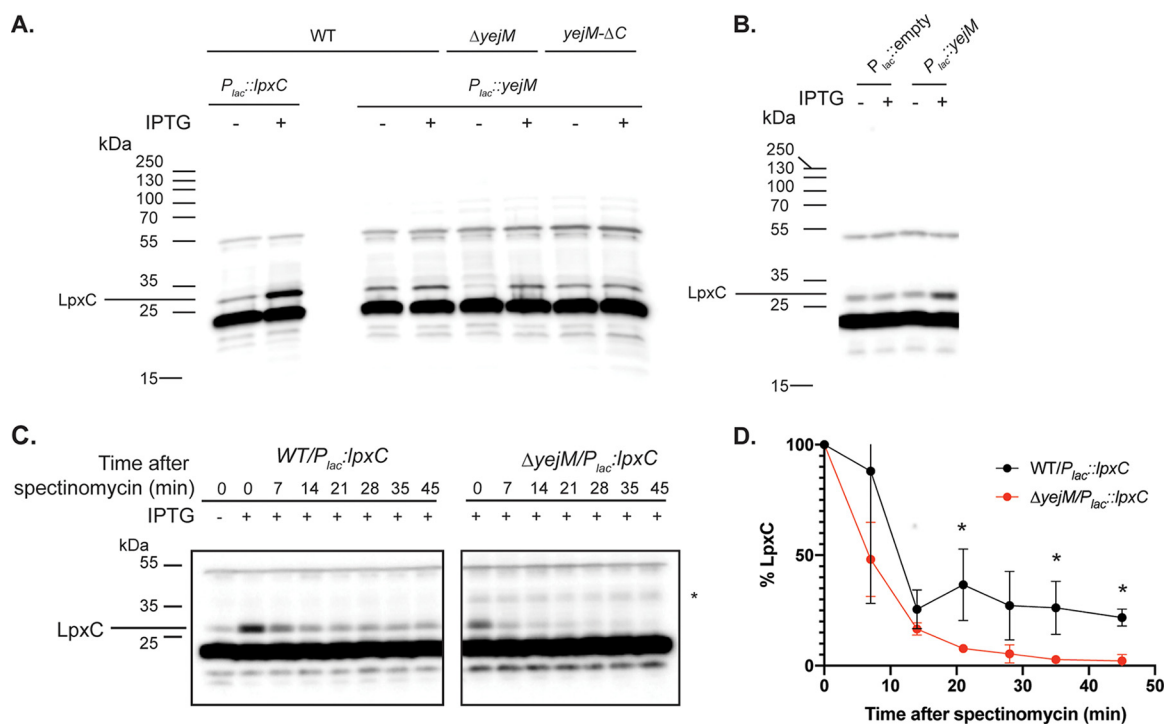 A.
WT ΔyejM yejM-ΔC
Plac::lpxC Plac::yejM
IPTG - + - + - + - +
kDa
250
130
100
70
55
35
LpxC
25
15
B.
Plac::empty Plac::yejM
IPTG - + - +
kDa
250
130
100
70
55
35
LpxC
25
15
C.
Time after spectinomycin (min)
WT/Plac:lpxC ΔyejM/Plac:lpxC
0 0 7 14 21 28 35 45 0 7 14 21 28 35 45
IPTG - + + + + + + + + + + + + + +
kDa
55
35
*
LpxC
25
D.
100
50
0
% LpxC
WT/Plac::lpxC
ΔyejM/Plac::lpxC
* * *
0 10 20 30 40 50
Time after spectinomycin (min)